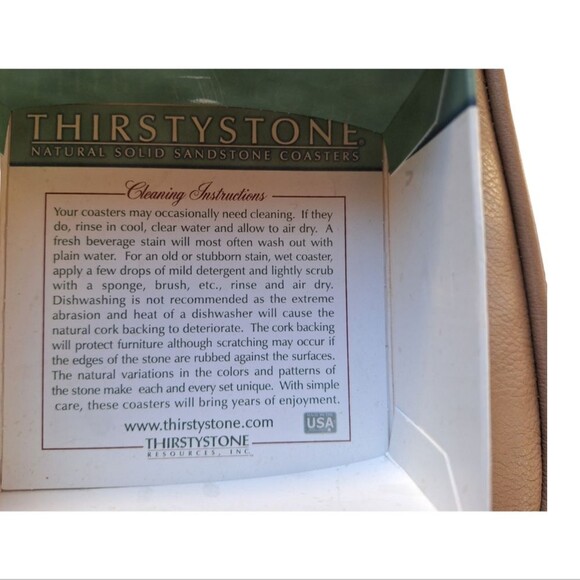 THIRSTYSTONE®
NATURAL SOLID SANDSTONE COASTERS
Cleaning Instructions
Your coasters may occasionally need cleaning. If they
do, rinse in cool, clear water and allow to air dry. A
fresh beverage stain will most often wash out with
plain water. For an old or stubborn stain, wet coaster,
apply a few drops of mild detergent and lightly scrub
with a sponge, brush, etc., rinse and air dry.
Dishwashing is not recommended as the extreme
abrasion and heat of a dishwasher will cause the
natural cork backing to deteriorate. The cork backing
will protect furniture although scratching may occur if
the edges of the stone are rubbed against the surfaces.
The natural variations in the colors and patterns of
the stone make each and every set unique. With simple
care, these coasters will bring years of enjoyment.
www.thirstystone.com
USA
THIRSTYSTONE
RESOURCES, INC.